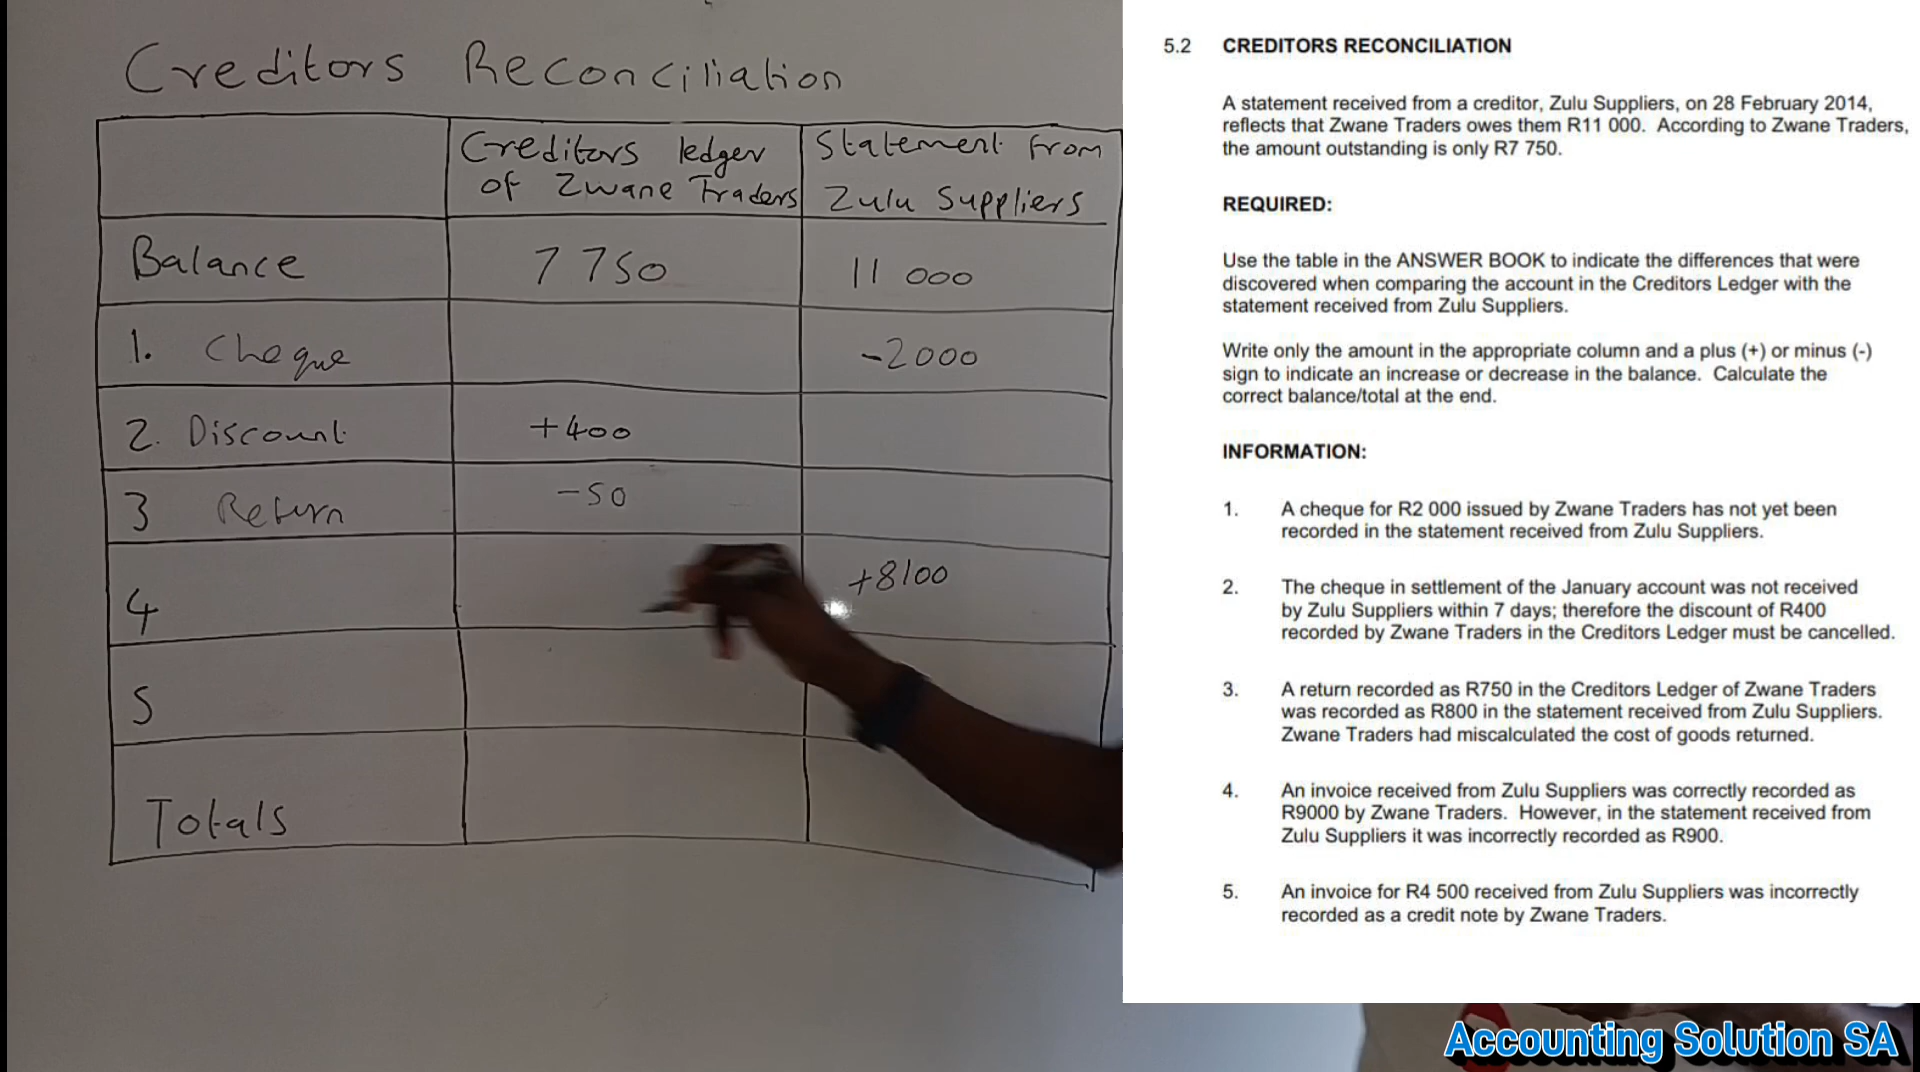 Creditors Reconciliation
Creditors ledger of Zwane Traders
Statement from Zulu Suppliers
Balance 7 750 11 000
1. Cheque -2000
2. Discount +400
3 Return -50
4 +8100
5
Totals
5.2 CREDITORS RECONCILIATION
A statement received from a creditor, Zulu Suppliers, on 28 February 2014,
reflects that Zwane Traders owes them R11 000. According to Zwane Traders,
the amount outstanding is only R7 750.
REQUIRED:
Use the table in the ANSWER BOOK to indicate the differences that were
discovered when comparing the account in the Creditors Ledger with the
statement received from Zulu Suppliers.
Write only the amount in the appropriate column and a plus (+) or minus (-)
sign to indicate an increase or decrease in the balance. Calculate the
correct balance/total at the end.
INFORMATION:
1. A cheque for R2 000 issued by Zwane Traders has not yet been
recorded in the statement received from Zulu Suppliers.
2. The cheque in settlement of the January account was not received
by Zulu Suppliers within 7 days; therefore the discount of R400
recorded by Zwane Traders in the Creditors Ledger must be cancelled.
3. A return recorded as R750 in the Creditors Ledger of Zwane Traders
was recorded as R800 in the statement received from Zulu Suppliers.
Zwane Traders had miscalculated the cost of goods returned.
4. An invoice received from Zulu Suppliers was correctly recorded as
R9000 by Zwane Traders. However, in the statement received from
Zulu Suppliers it was incorrectly recorded as R900.
5. An invoice for R4 500 received from Zulu Suppliers was incorrectly
recorded as a credit note by Zwane Traders.
Accounting Solution SA